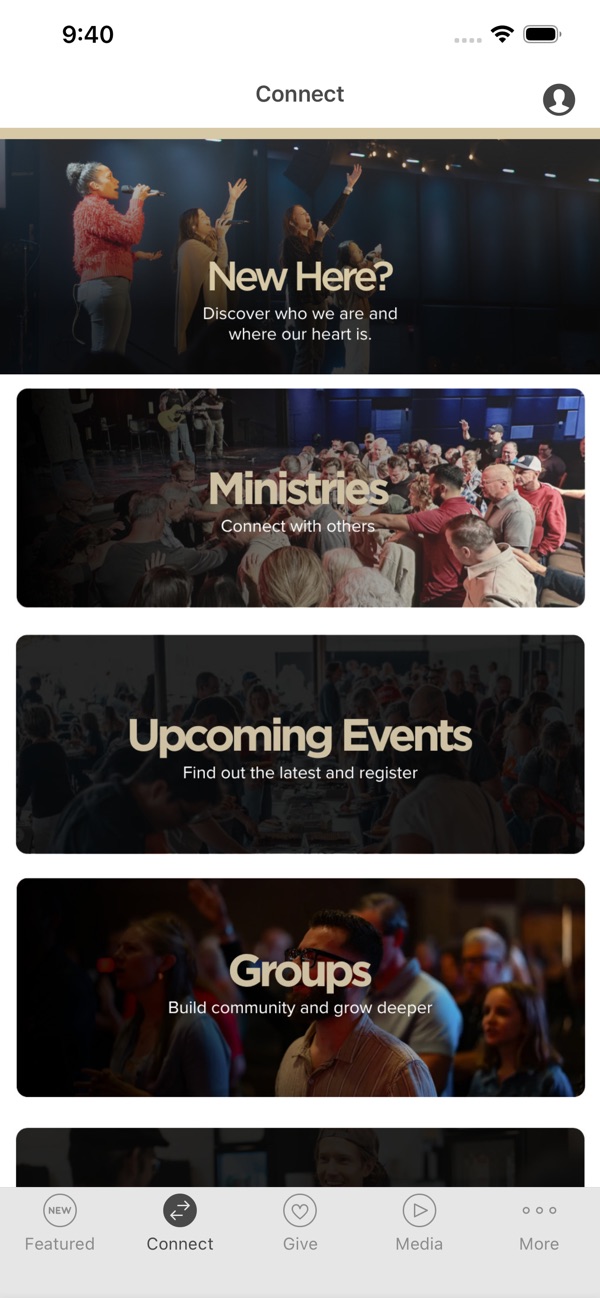 9:40
Connect
New Here?
Discover who we are and
where our heart is.
Ministries
Connect with others
Upcoming Events
Find out the latest and register
Groups
Build community and grow deeper
NEW
Featured
Connect
Give
Media
More